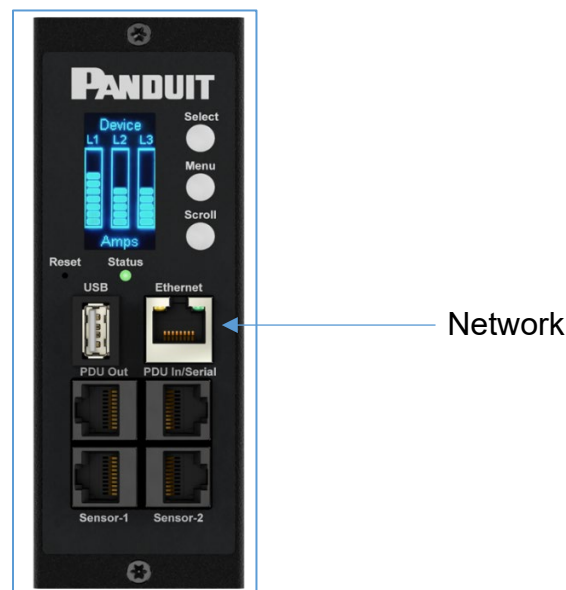 PANDUIT
Device
L1 L2 L3
Amps
Select
Menu
Scroll
Reset Status
USB Ethernet
Network
PDU Out PDU In/Serial
Sensor-1 Sensor-2